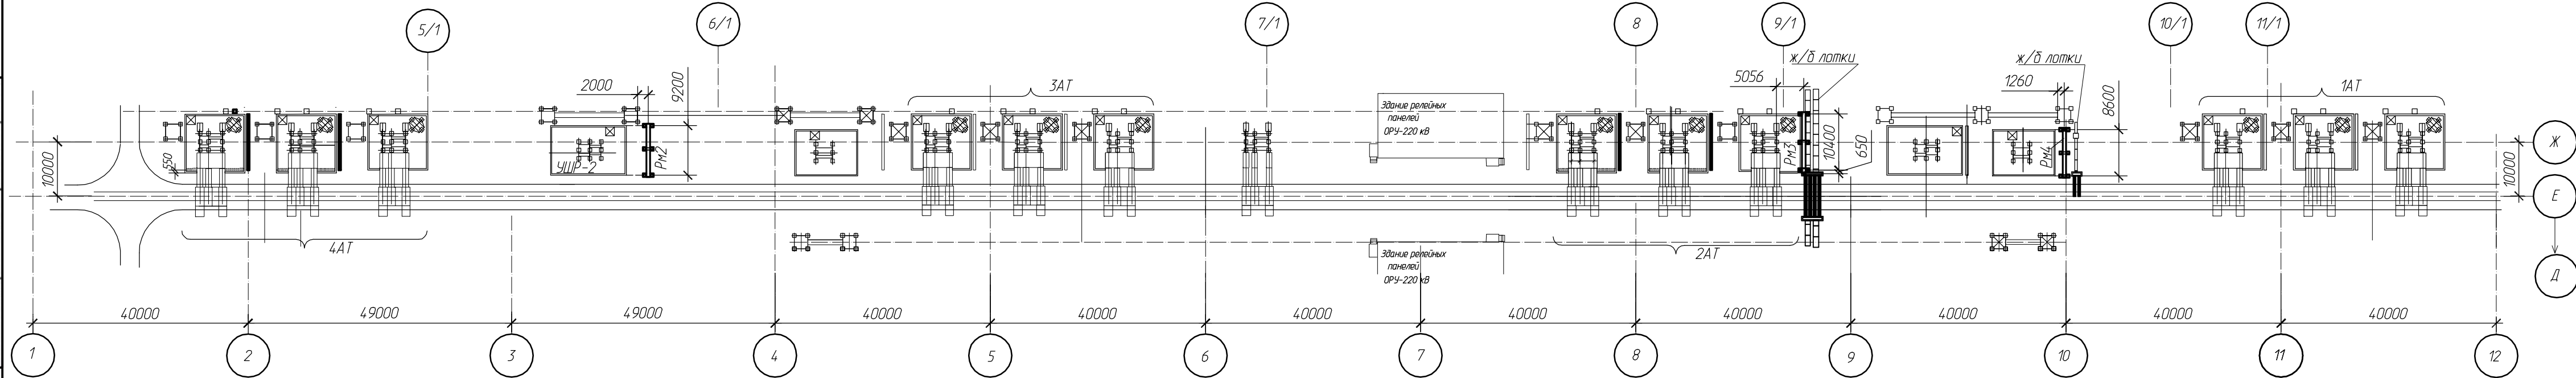 5/1
6/1
7/1
8
9/1
10/1
11/1
ж/б лотки
ж/б лотки
2000
9200
3АТ
5056
1260
8600
1АТ
Здание релейных
панелей
ОРУ-220 кВ
10000
550
УШР-2
Рм2
Рм3
10400
650
Рм4
10000
Ж
Е
Д
4АТ
2АТ
Здание релейных
панелей
ОРУ-220 кВ
40000
49000
49000
40000
40000
40000
40000
40000
40000
40000
40000
1
2
3
4
5
6
7
8
9
10
11
12